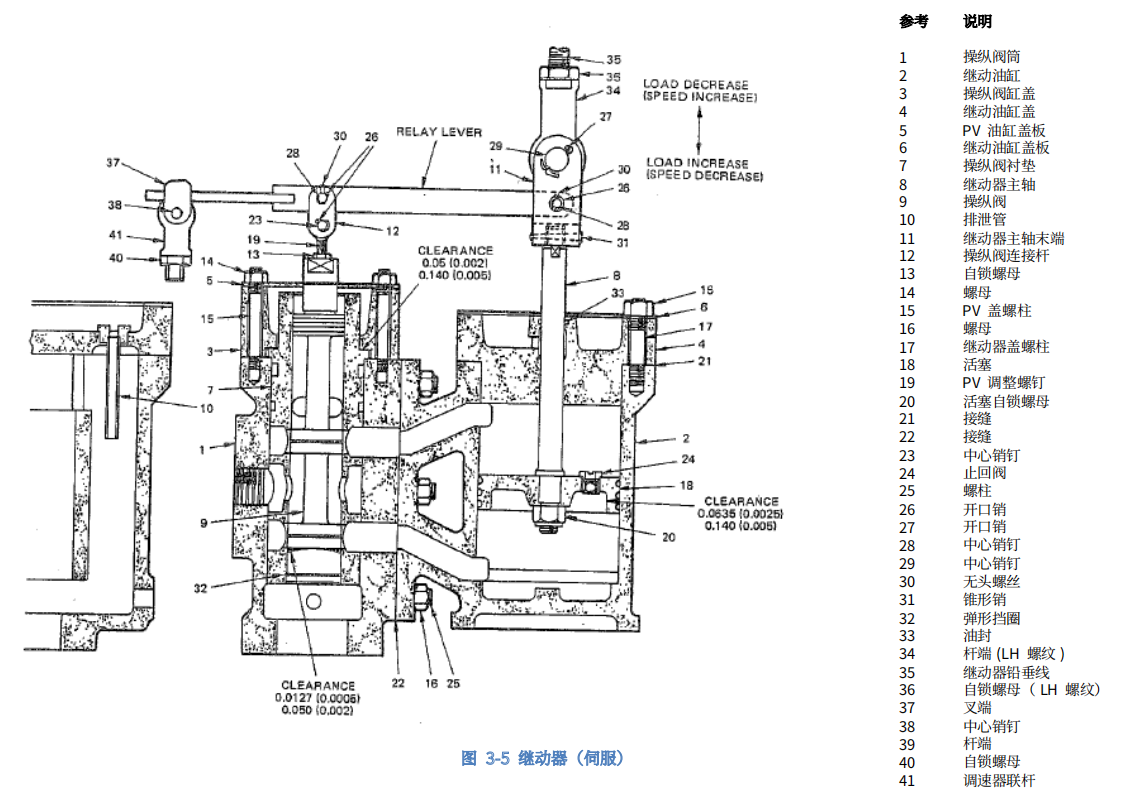 35
35
34
LOAD DECREASE
(SPEED INCREASE)
27
30
26
RELAY LEVER
29
37
28
11
LOAD INCREASE
(SPEED DECREASE)
30
26
38
23
12
28
41
19
31
40
13
CLEARANCE
0.05 (0.002)
0.140 (0.005)
14
5
8
33
16
6
15
17
3
4
21
7
10
1
2
24
18
CLEARANCE
0.0635 (0.0025)
0.140 (0.005)
9
20
32
22
16
25
CLEARANCE
0.0127 (0.0005)
0.050 (0.002)
图 3-5 继动器（伺服）
参考 说明
1 操纵阀筒
2 继动油缸
3 操纵阀缸盖
4 继动油缸盖
5 PV 油缸盖板
6 继动油缸盖板
7 操纵阀衬垫
8 继动器主轴
9 操纵阀
10 排泄管
11 继动器主轴末端
12 操纵阀连接杆
13 自锁螺母
14 螺母
15 PV 盖螺柱
16 螺母
17 继动器盖螺柱
18 活塞
19 PV 调整螺钉
20 活塞自锁螺母
21 接缝
22 接缝
23 中心销钉
24 止回阀
25 螺柱
26 开口销
27 开口销
28 中心销钉
29 中心销钉
30 无头螺丝
31 锥形销
32 弹形挡圈
33 油封
34 杆端 (LH 螺纹 )
35 继动器铅垂线
36 自锁螺母（ LH 螺纹）
37 叉端
38 中心销钉
39 杆端
40 自锁螺母
41 调速器联杆